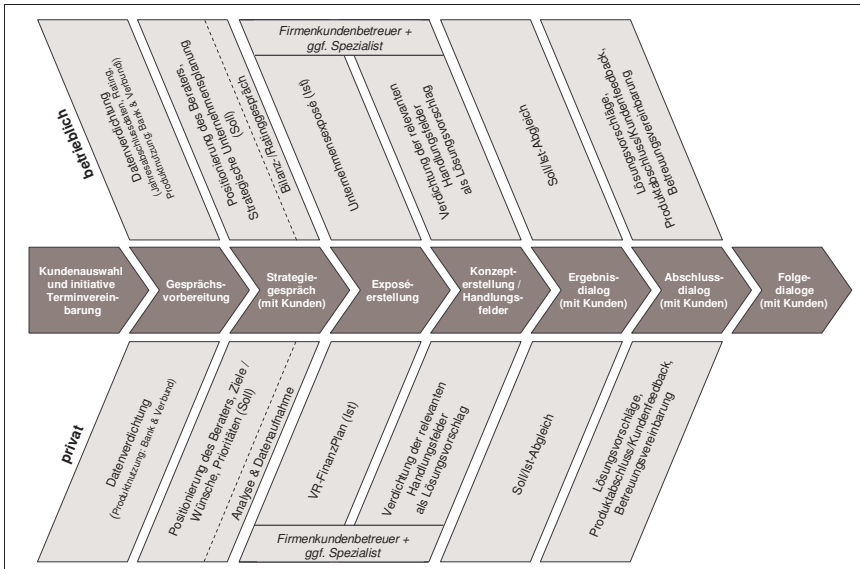 Firmenkundenbetreuer +
ggf. Spezialist
betrieblich
Datenverdichtung
(Jahresabschlussdaten, Rating,
Produktnutzung: Bank & Verbund))
Positionierung des Beraters,
Strategische Unternehmensplanung
(Soll)
Bilanz-/Ratinggespräch
Unternehmensexposé (Ist)
Verdichtung der relevanten
Handlungsfelder
als Lösungsvorschlag
Soll/Ist-Abgleich
Lösungsvorschläge,
Produktabschluss/Kundenfeedback,
Betreuungsvereinbarung
Kundenauswahl
und initiative
Terminverein-
barung
Gesprächs-
vorbereitung
Strategie-
gespräch
(mit Kunden)
Exposé-
erstellung
Konzept-
erstellung /
Handlungs-
felder
Ergebnis-
dialog
(mit Kunden)
Abschluss-
dialog
(mit Kunden)
Folge-
dialoge
(mit Kunden)
privat
Datenverdichtung
(Produktnutzung: Bank & Verbund)
Positionierung des Beraters, Ziele /
Wünsche, Prioritäten (Soll)
Analyse & Datenaufnahme
VR-FinanzPlan (Ist)
Verdichtung der relevanten
Handlungsfelder
als Lösungsvorschlag
Soll/Ist-Abgleich
Lösungsvorschläge,
Produktabschluss/Kundenfeedback,
Betreuungsvereinbarung
Firmenkundenbetreuer +
ggf. Spezialist